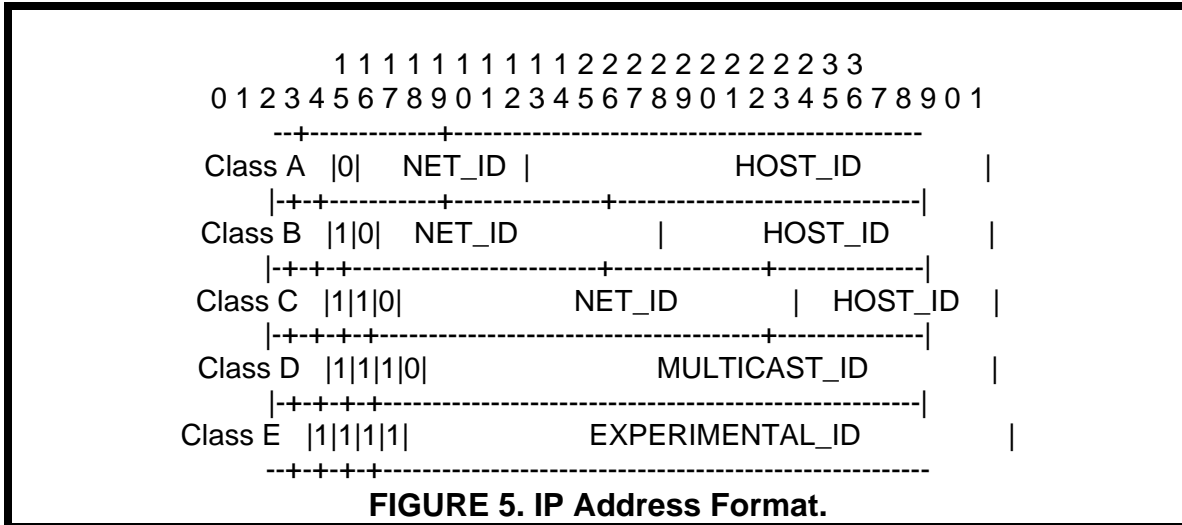 1 1 1 1 1 1 1 1 1 1 2 2 2 2 2 2 2 2 2 2 3 3
0 1 2 3 4 5 6 7 8 9 0 1 2 3 4 5 6 7 8 9 0 1 2 3 4 5 6 7 8 9 0 1
--+-------------+-----------------------------------------------
Class A |0| NET_ID | HOST_ID |
|-+-+-----------+---------------+-------------------------------|
Class B |1|0| NET_ID | HOST_ID |
|-+-+-+-------------------------+---------------+---------------|
Class C |1|1|0| NET_ID | HOST_ID |
|-+-+-+-+---------------------------------------+---------------|
Class D |1|1|1|0| MULTICAST_ID |
|-+-+-+-+-------------------------------------------------------|
Class E |1|1|1|1| EXPERIMENTAL_ID |
--+-+-+-+--------------------------------------------------------
FIGURE 5. IP Address Format.